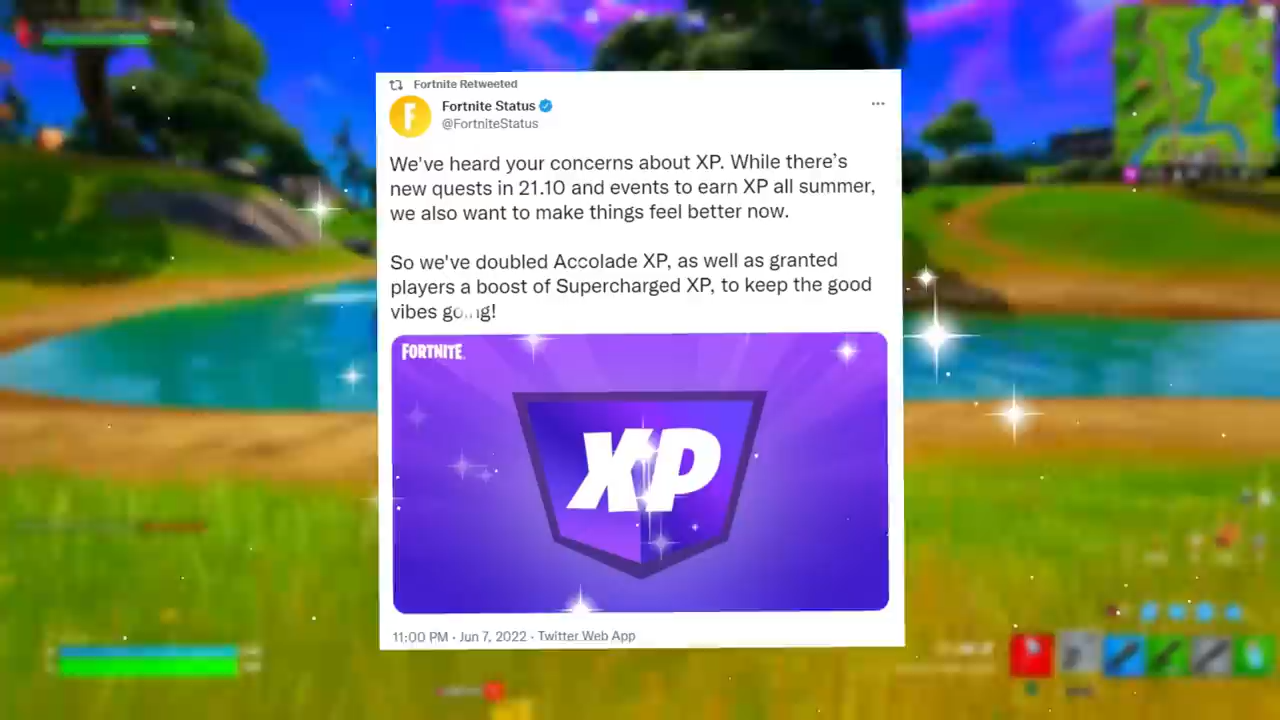 Fortnite Retweeted
Fortnite Status
@FortniteStatus
We've heard your concerns about XP. While there's
new quests in 21.10 and events to earn XP all summer,
we also want to make things feel better now.
So we've doubled Accolade XP, as well as granted
players a boost of Supercharged XP, to keep the good
vibes going!
FORTNITE
XP
11:00 PM · Jun 7, 2022 · Twitter Web App